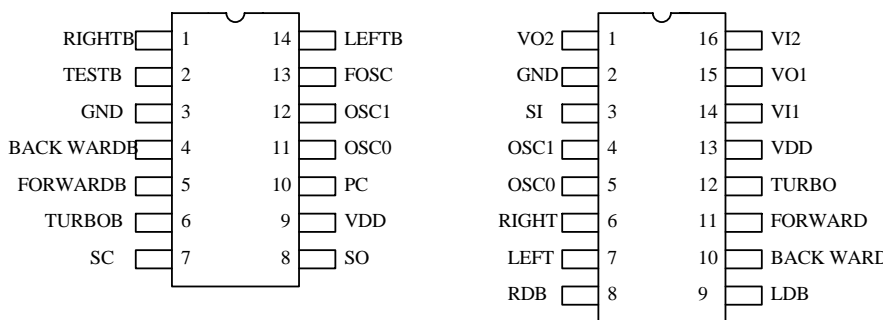 RIGHTB 1 14 LEFTB
TESTB 2 13 FOSC
GND 3 12 OSC1
BACK WARDB 4 11 OSC0
FORWARDB 5 10 PC
TURBOB 6 9 VDD
SC 7 8 SO
VO2 1 16 VI2
GND 2 15 VO1
SI 3 14 VI1
OSC1 4 13 VDD
OSC0 5 12 TURBO
RIGHT 6 11 FORWARD
LEFT 7 10 BACK WARD
RDB 8 9 LDB